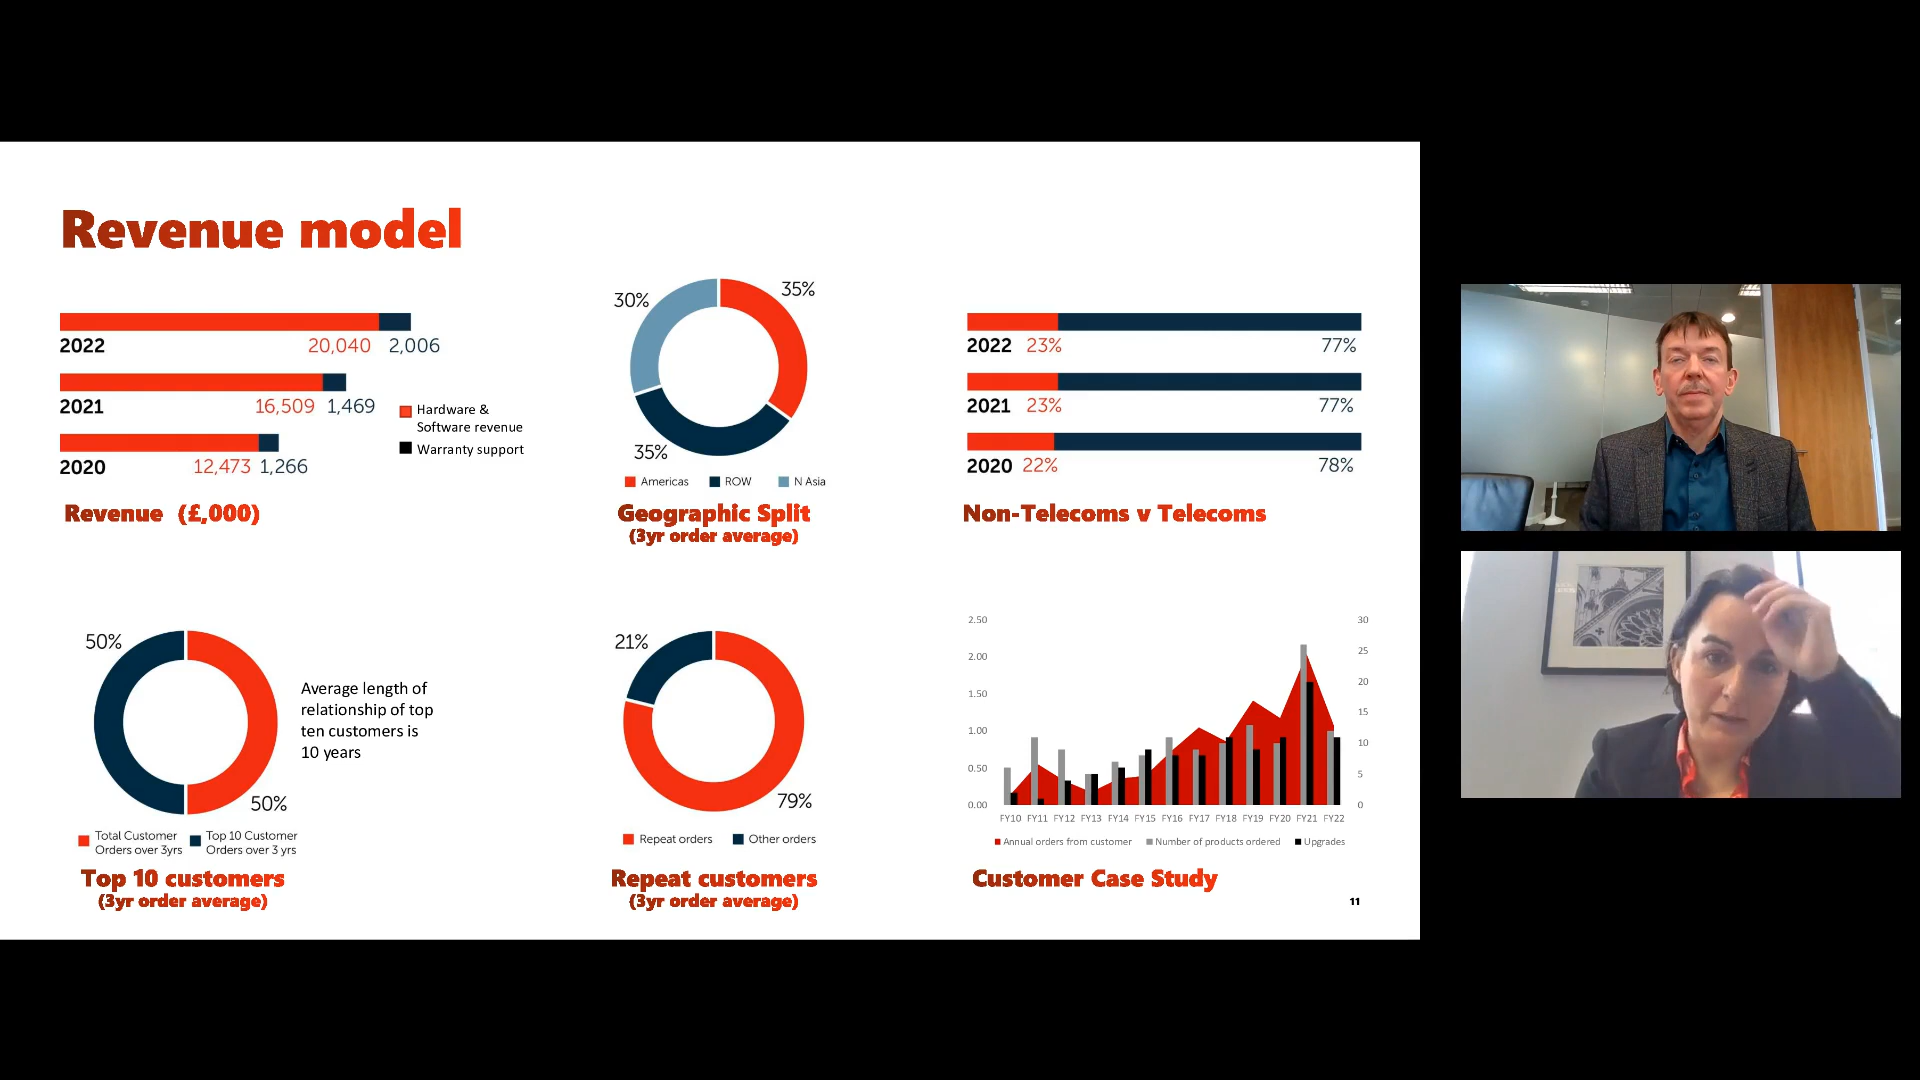 Revenue model
2022 20,040 2,006
2021 16,509 1,469
2020 12,473 1,266
Hardware &
Software revenue
Warranty support
Revenue (£,000)
30% 35%
35%
Americas ROW N Asia
Geographic Split
(3yr order average)
2022 23% 77%
2021 23% 77%
2020 22% 78%
Non-Telecoms v Telecoms
50%
50%
Average length of
relationship of top
ten customers is
10 years
Total Customer
Orders over 3yrs
Top 10 Customer
Orders over 3 yrs
Top 10 customers
(3yr order average)
21%
79%
Repeat orders Other orders
Repeat customers
(3yr order average)
2.50 30
25
2.00
20
1.50
15
1.00
10
0.50
5
0.00 0
FY10 FY11 FY12 FY13 FY14 FY15 FY16 FY17 FY18 FY19 FY20 FY21 FY22
Annual orders from customer Number of products ordered Upgrades
Customer Case Study
11